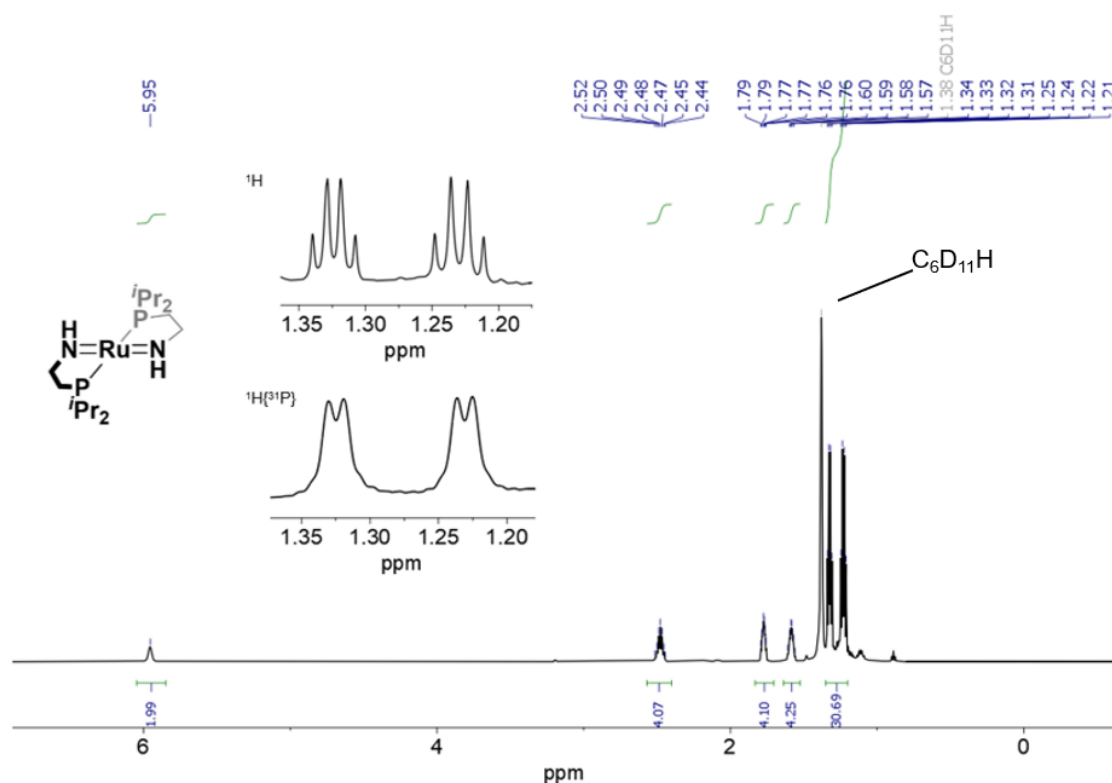 5.95
2.52
2.50
2.49
2.48
2.47
2.45
2.44
1.79
1.79
1.77
1.77
1.76
1.76
1.60
1.59
1.58
1.57
1.38 C6D11H
1.34
1.33
1.32
1.31
1.25
1.24
1.22
1.21
¹H
1.35 1.30 1.25 1.20
ppm
C₆D₁₁H
ⁱPr₂
P
H
N=Ru=N
H
P
ⁱPr₂
¹H{³¹P}
1.35 1.30 1.25 1.20
ppm
1.99
4.07
4.10
4.25
30.69
6 4 2 0
ppm